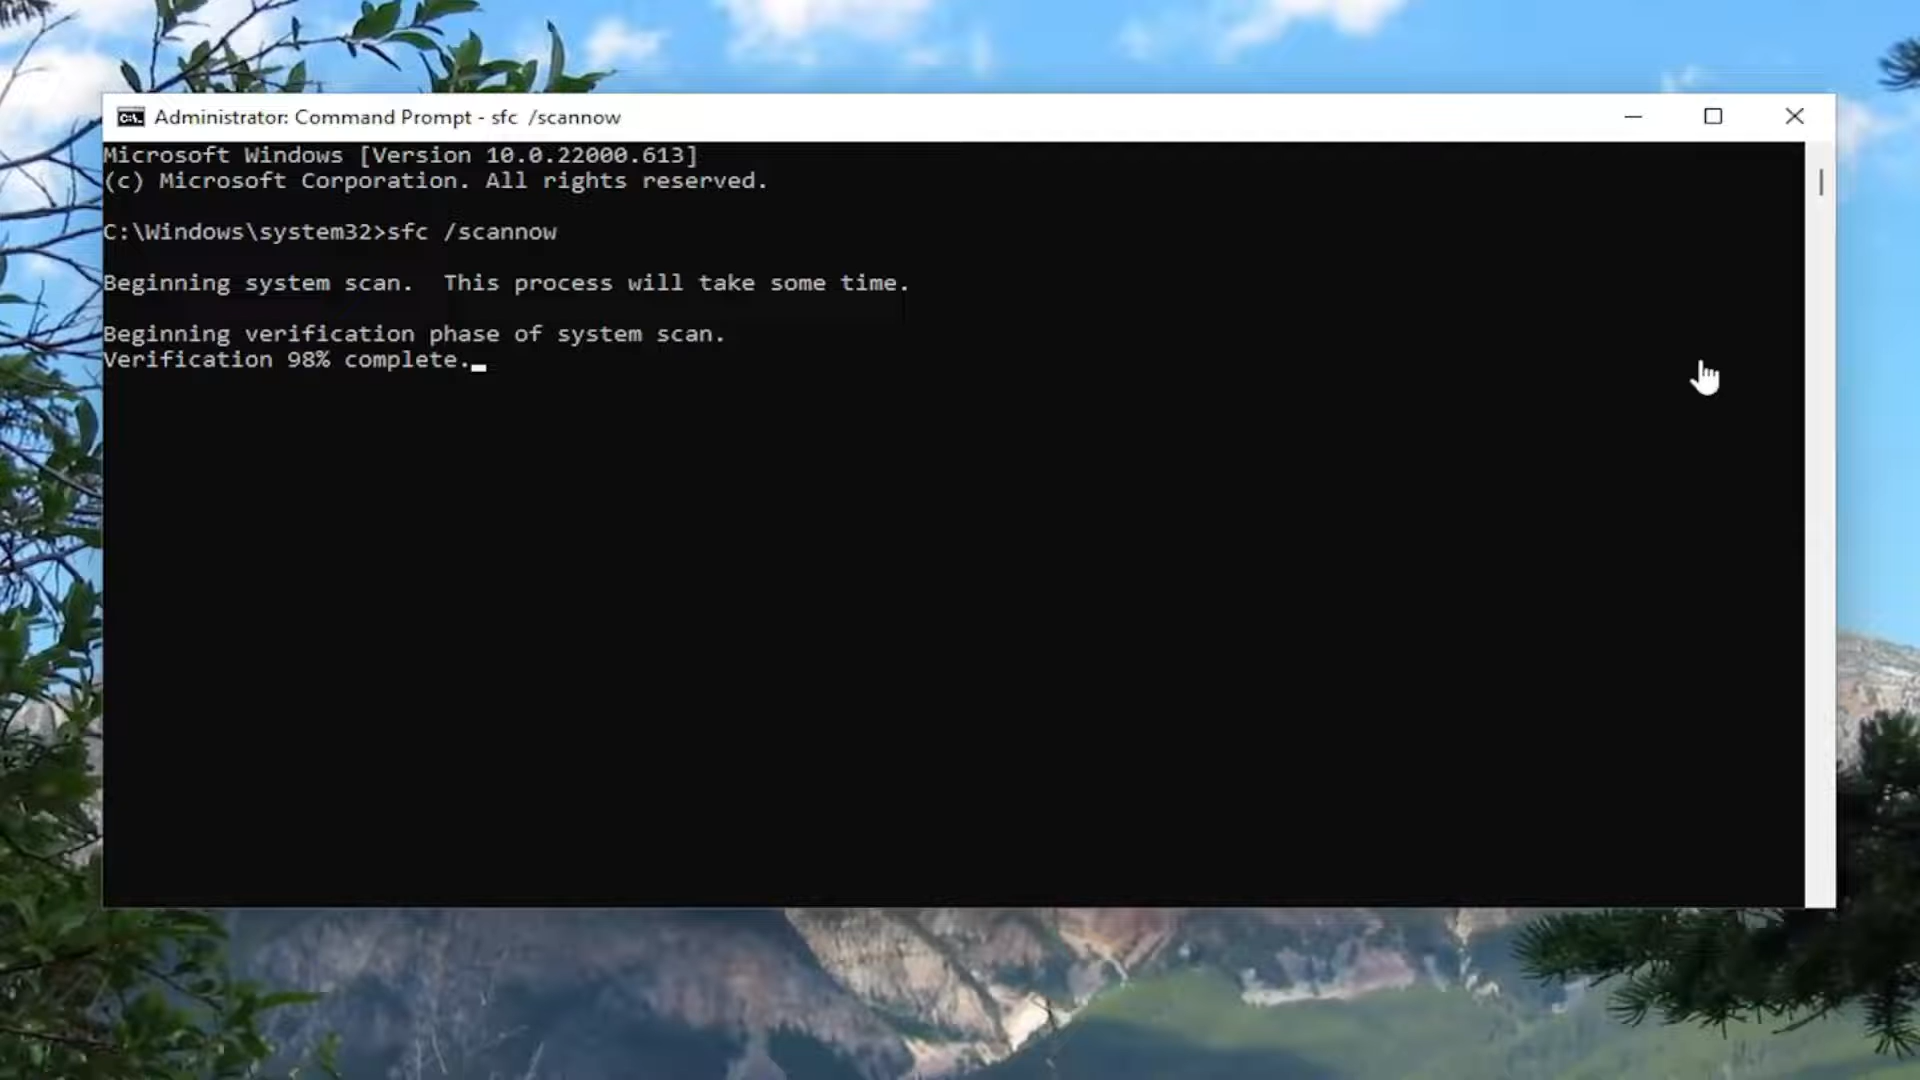 Administrator: Command Prompt - sfc  /scannow
Microsoft Windows [Version 10.0.22000.613]
(c) Microsoft Corporation. All rights reserved.
C:\Windows\system32>sfc /scannow
Beginning system scan.  This process will take some time.
Beginning verification phase of system scan.
Verification 98% complete.